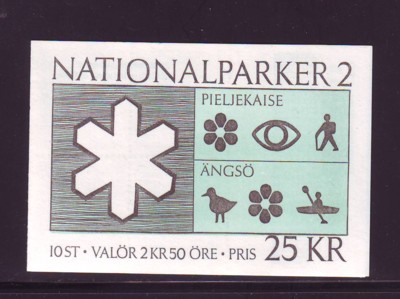 NATIONALPARKER 2
PIELJEKAISE
ÄNGSÖ
10 ST • VALÖR 2 KR 50 ÖRE • PRIS 25 KR